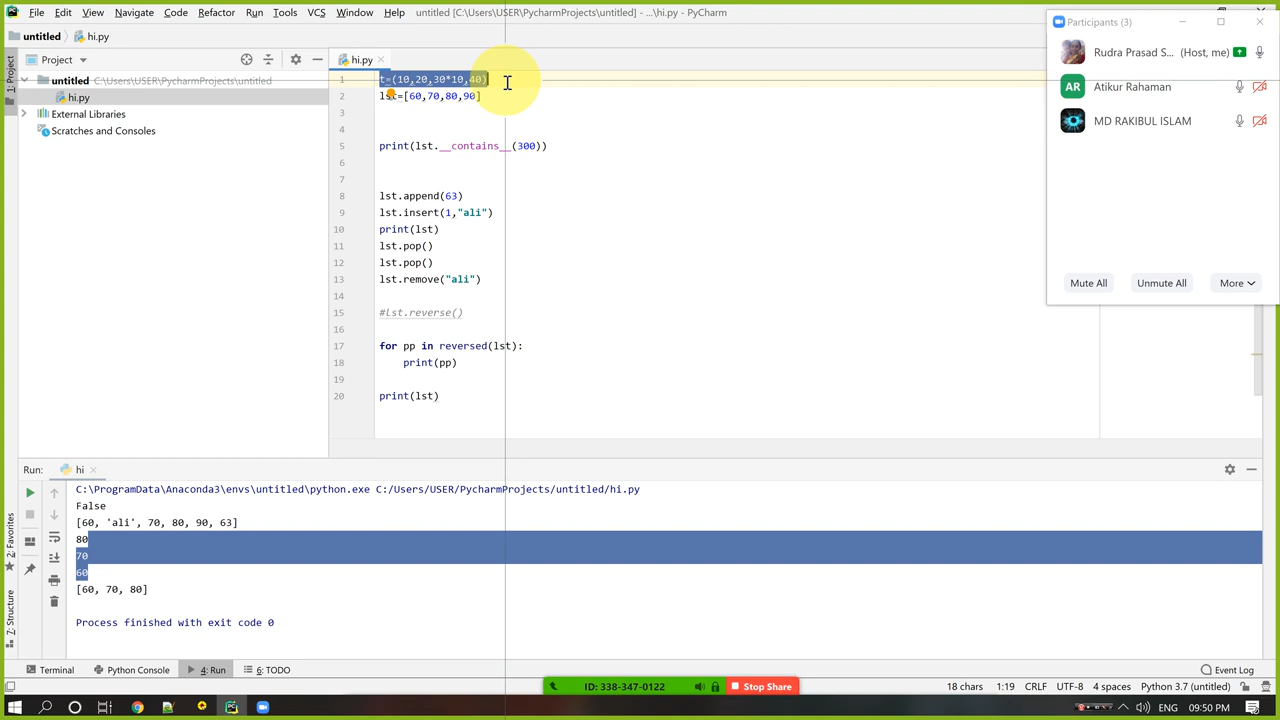 File Edit View Navigate Code Refactor Run Tools VCS Window Help untitled [C:\Users\USER\PycharmProjects\untitled] - ...\hi.py - PyCharm
untitled hi.py
Project
hi.py
untitled C:\Users\USER\PycharmProjects\untitled
hi.py
External Libraries
Scratches and Consoles
1: Project
1 t=(10,20,30*10,40)
2 lst=[60,70,80,90]
3
4
5 print(lst.__contains__(300))
6
7
8 lst.append(63)
9 lst.insert(1,"ali")
10 print(lst)
11 lst.pop()
12 lst.pop()
13 lst.remove("ali")
14
15 #lst.reverse()
16
17 for pp in reversed(lst):
18 print(pp)
19
20 print(lst)
Participants (3)
Rudra Prasad S... (Host, me)
AR Atikur Rahaman
MD RAKIBUL ISLAM
Mute All Unmute All More
Run: hi
C:\ProgramData\Anaconda3\envs\untitled\python.exe C:/Users/USER/PycharmProjects/untitled/hi.py
False
[60, 'ali', 70, 80, 90, 63]
80
70
60
[60, 70, 80]
Process finished with exit code 0
2: Favorites
7: Structure
Terminal Python Console 4: Run 6: TODO Event Log
ID: 338-347-0122 Stop Share
18 chars 1:19 CRLF UTF-8 4 spaces Python 3.7 (untitled)
ENG 09:50 PM